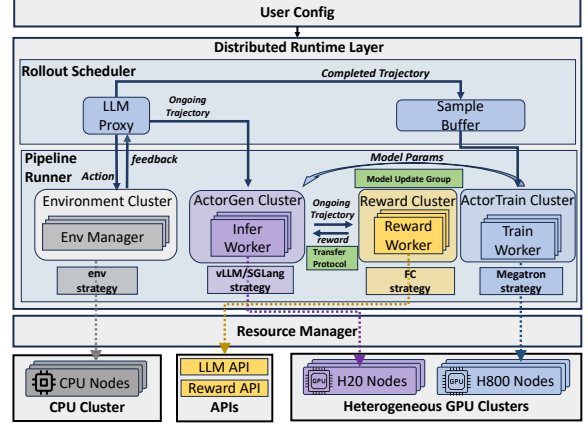 User Config
Distributed Runtime Layer
Rollout Scheduler
Completed Trajectory
LLM
Proxy
Ongoing
Trajectory
Sample
Buffer
Pipeline
Runner
Action
feedback
Model Params
Model Update Group
Environment Cluster
Env Manager
ActorGen Cluster
Infer
Worker
Ongoing
Trajectory
reward
Transfer
Protocol
Reward Cluster
Reward
Worker
ActorTrain Cluster
Train
Worker
env
strategy
vLLM/SGLang
strategy
FC
strategy
Megatron
strategy
Resource Manager
CPU Nodes
CPU Cluster
LLM API
Reward API
APIs
GPU
H20 Nodes
GPU
H800 Nodes
Heterogeneous GPU Clusters